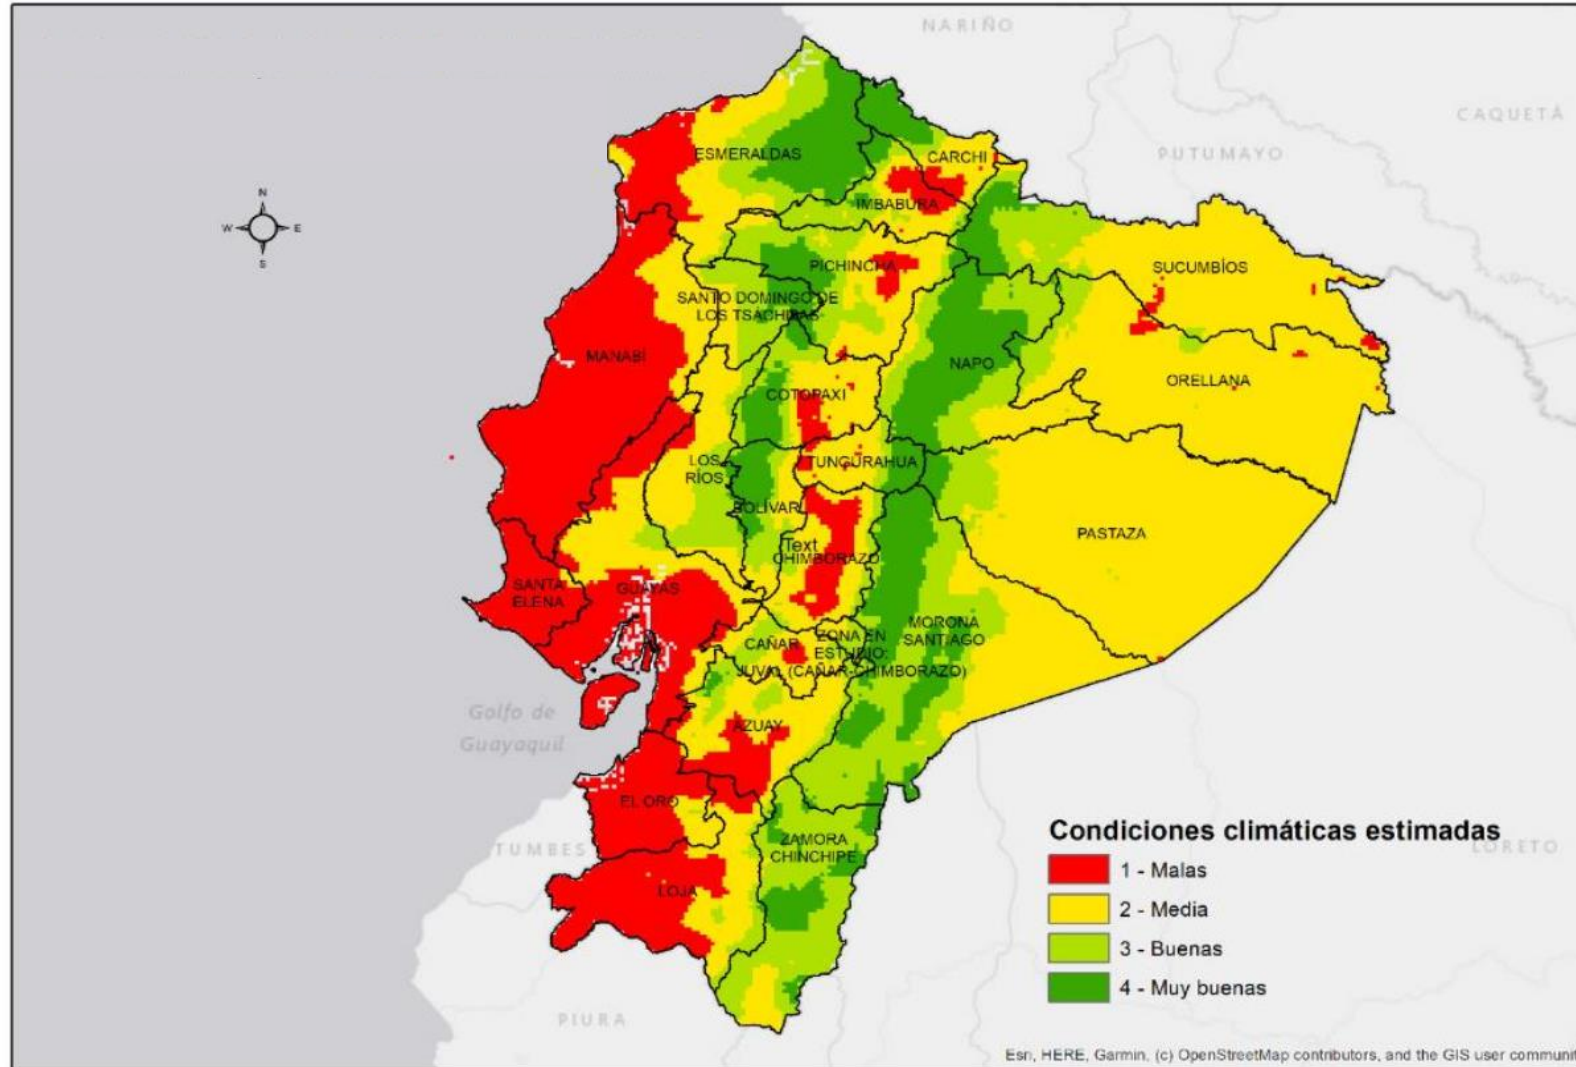 NARIÑO
CAQUETÁ
PUTUMAYO
ESMERALDAS
CARCHI
IMBABURA
N
W
E
S
PICHINCHA
SUCUMBÍOS
SANTO DOMINGO DE
LOS TSÁCHILAS
MANABÍ
NAPO
ORELLANA
COTOPAXI
LOS
RÍOS
TUNGURAHUA
BOLÍVAR
PASTAZA
Text
CHIMBORAZO
SANTA
ELENA
GUAYAS
MORONA
SANTIAGO
CAÑAR
ZONA EN
ESTUDIO:
JUVAL (CAÑAR-CHIMBORAZO)
Golfo de
Guayaquil
AZUAY
EL ORO
TUMBES
ZAMORA
CHINCHIPE
LOJA
LORETO
PIURA
Condiciones climáticas estimadas
1 - Malas
2 - Media
3 - Buenas
4 - Muy buenas
Esri, HERE, Garmin, (c) OpenStreetMap contributors, and the GIS user communit